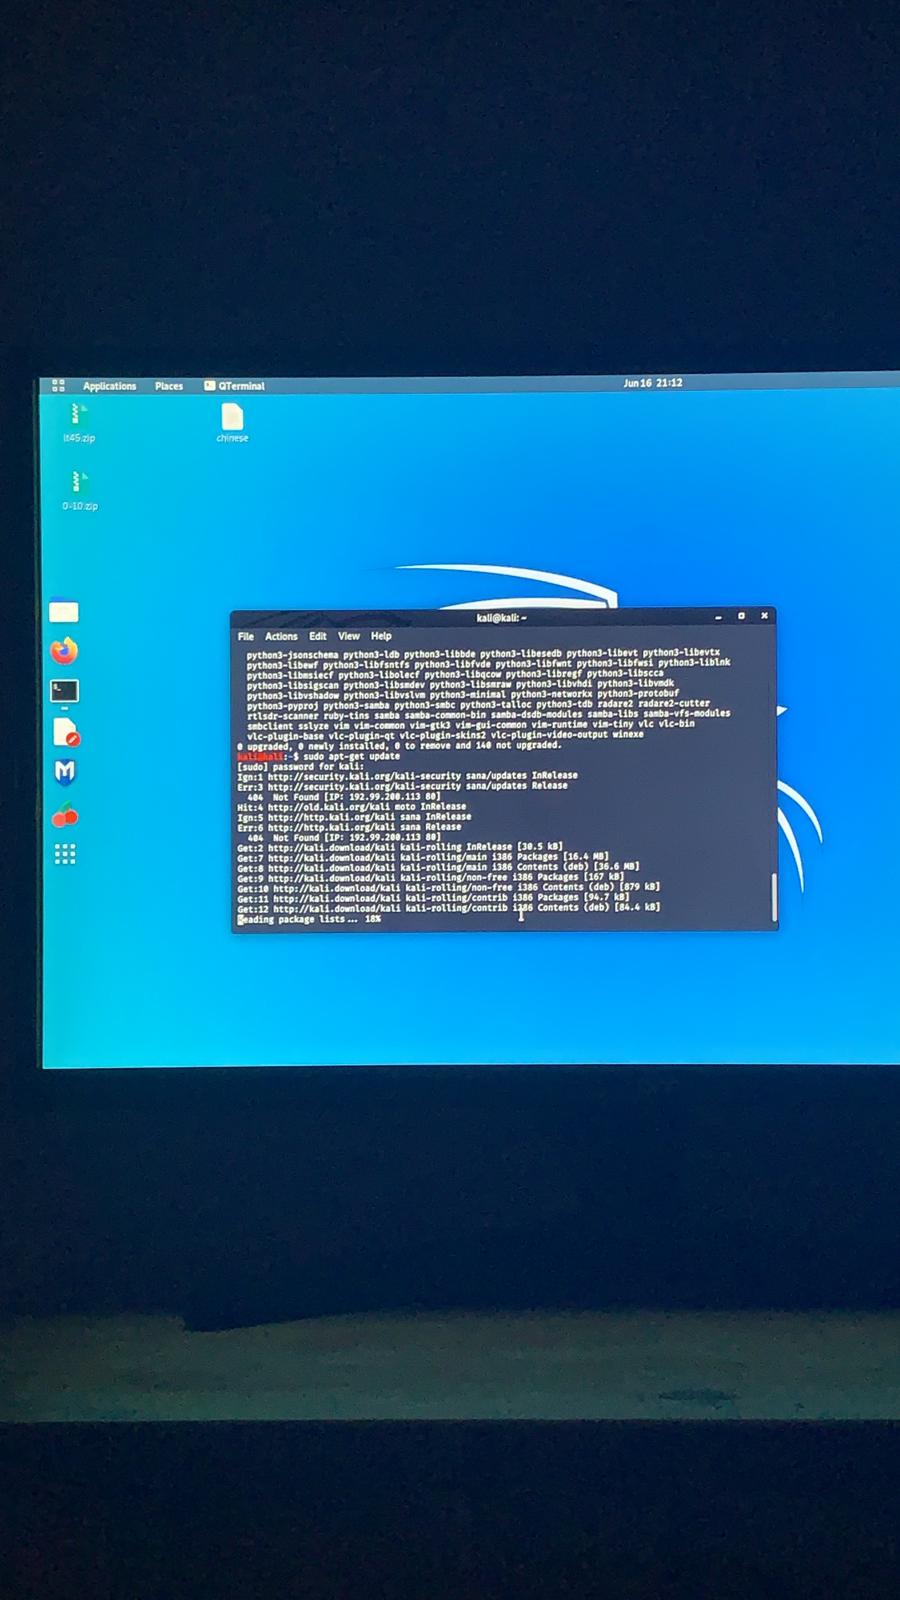 Applications Places QTerminal Jun 16 21:12
lt45.zip
chinese
0-10.zip
kali@kali: ~
File Actions Edit View Help
python3-jsonschema python3-ldb python3-libbde python3-libesedb python3-libevt python3-libevtx
python3-libewf python3-libfsntfs python3-libfvde python3-libfwnt python3-libfwsi python3-liblnk
python3-libmsiecf python3-libolecf python3-libqcow python3-libregf python3-libscca
python3-libsigscan python3-libsmdev python3-libsmraw python3-libvhdi python3-libvmdk
python3-libvshadow python3-libvslvm python3-minimal python3-networkx python3-protobuf
python3-pyproj python3-samba python3-smbc python3-talloc python3-tdb radare2 radare2-cutter
rtlsdr-scanner ruby-tins samba samba-common-bin samba-dsdb-modules samba-libs samba-vfs-modules
smbclient sslyze vim vim-common vim-gtk3 vim-gui-common vim-runtime vim-tiny vlc vlc-bin
vlc-plugin-base vlc-plugin-qt vlc-plugin-skins2 vlc-plugin-video-output winexe
0 upgraded, 0 newly installed, 0 to remove and 140 not upgraded.
kali@kali:~$ sudo apt-get update
[sudo] password for kali:
Ign:1 http://security.kali.org/kali-security sana/updates InRelease
Err:3 http://security.kali.org/kali-security sana/updates Release
404 Not Found [IP: 192.99.200.113 80]
Hit:4 http://old.kali.org/kali moto InRelease
Ign:5 http://http.kali.org/kali sana InRelease
Err:6 http://http.kali.org/kali sana Release
404 Not Found [IP: 192.99.200.113 80]
Get:2 http://kali.download/kali kali-rolling InRelease [30.5 kB]
Get:7 http://kali.download/kali kali-rolling/main i386 Packages [16.4 MB]
Get:8 http://kali.download/kali kali-rolling/main i386 Contents (deb) [36.6 MB]
Get:9 http://kali.download/kali kali-rolling/non-free i386 Packages [167 kB]
Get:10 http://kali.download/kali kali-rolling/non-free i386 Contents (deb) [879 kB]
Get:11 http://kali.download/kali kali-rolling/contrib i386 Packages [94.7 kB]
Get:12 http://kali.download/kali kali-rolling/contrib i386 Contents (deb) [84.4 kB]
Reading package lists... 18%